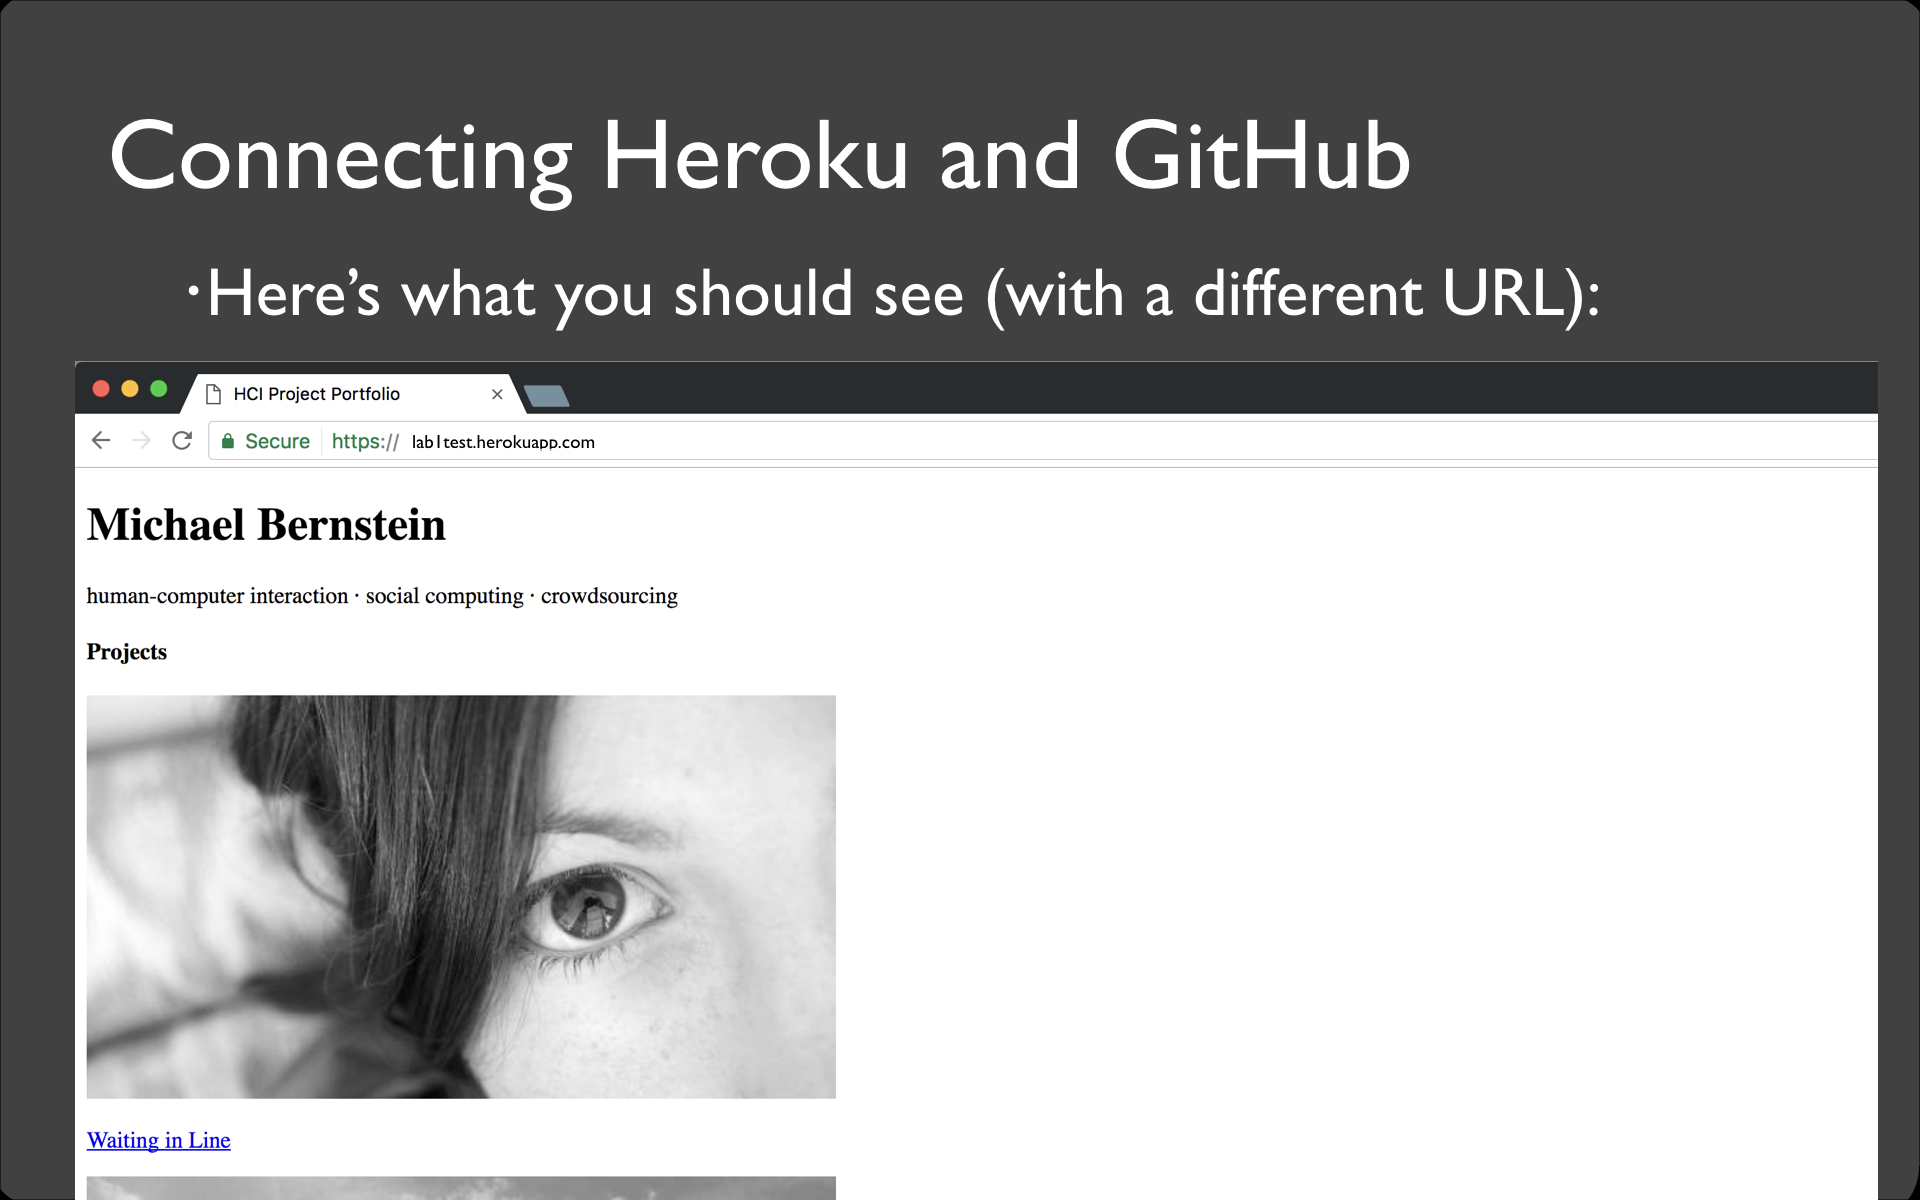 Connecting Heroku and GitHub
•Here’s what you should see (with a different URL):
HCI Project Portfolio
Secure https:// lab1test.herokuapp.com
Michael Bernstein
human-computer interaction · social computing · crowdsourcing
Projects
Waiting in Line